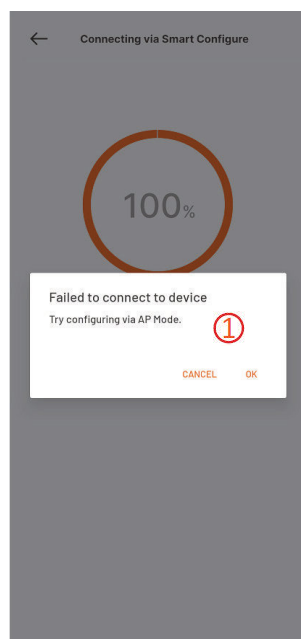 ← Connecting via Smart Configure
100%
Failed to connect to device
Try configuring via AP Mode.
①
CANCEL OK